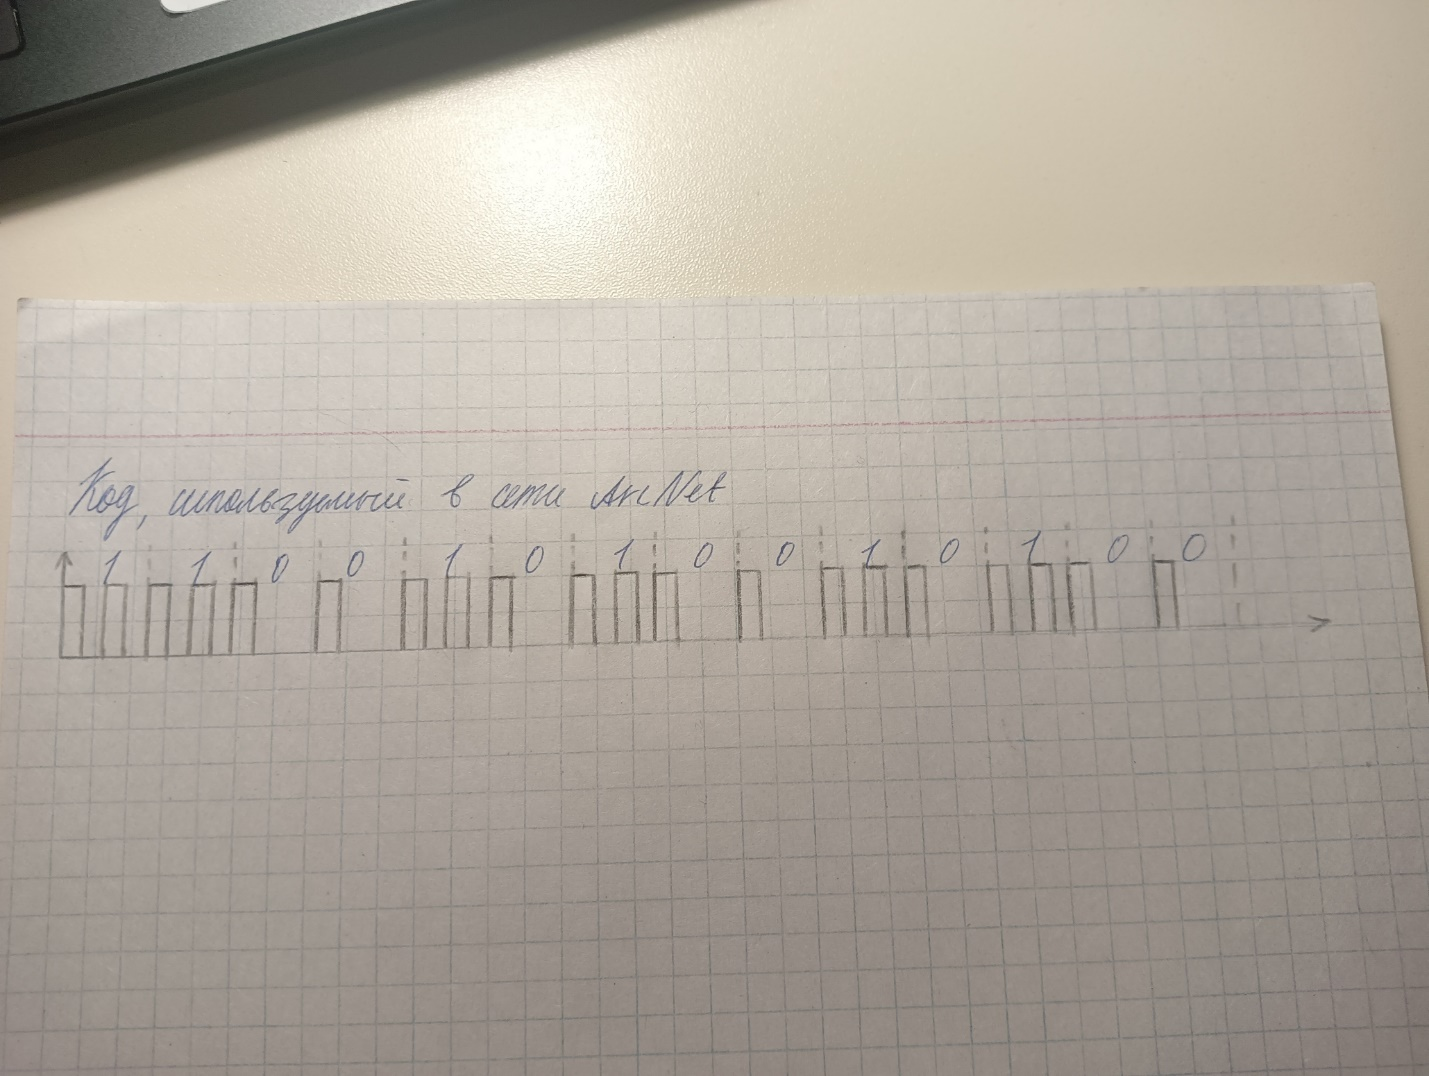 Код, используемый в сети ArcNet
1 1 0 0 1 0 1 0 0 1 0 1 0 0